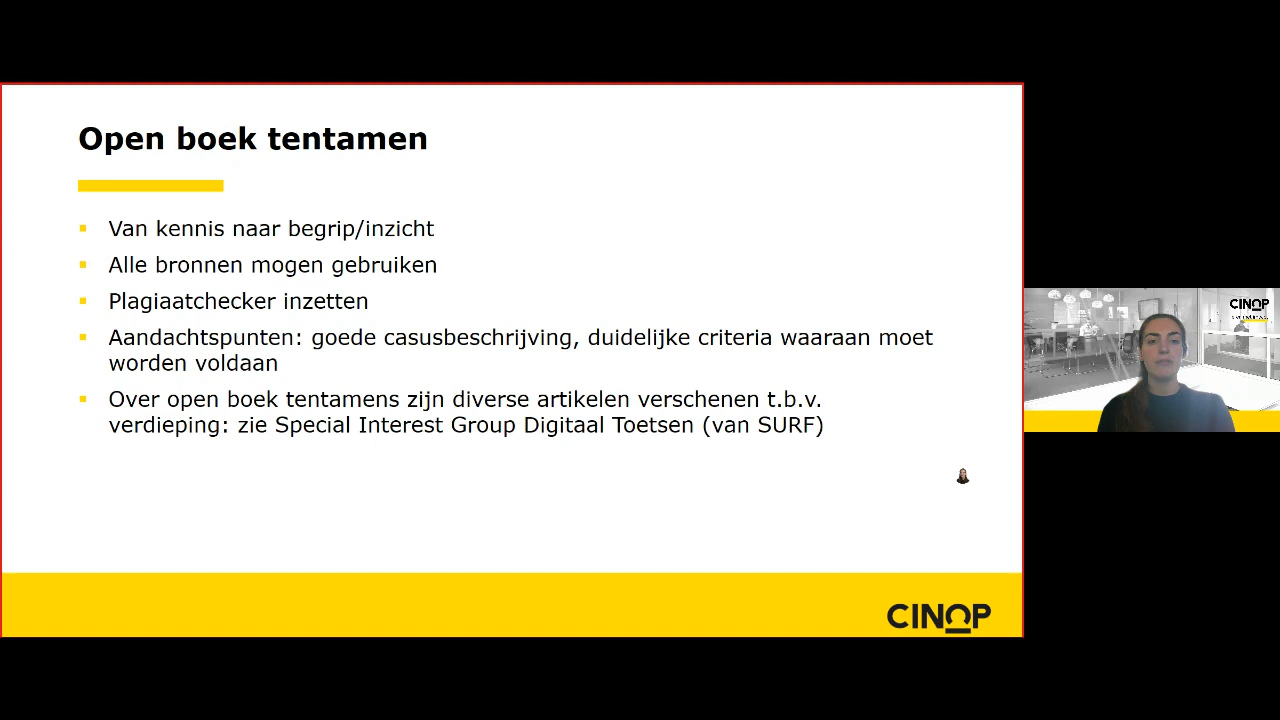 Open boek tentamen
Van kennis naar begrip/inzicht
Alle bronnen mogen gebruiken
Plagiaatchecker inzetten
Aandachtspunten: goede casusbeschrijving, duidelijke criteria waaraan moet
worden voldaan
Over open boek tentamens zijn diverse artikelen verschenen t.b.v.
verdieping: zie Special Interest Group Digitaal Toetsen (van SURF)
CINOP
CINOP